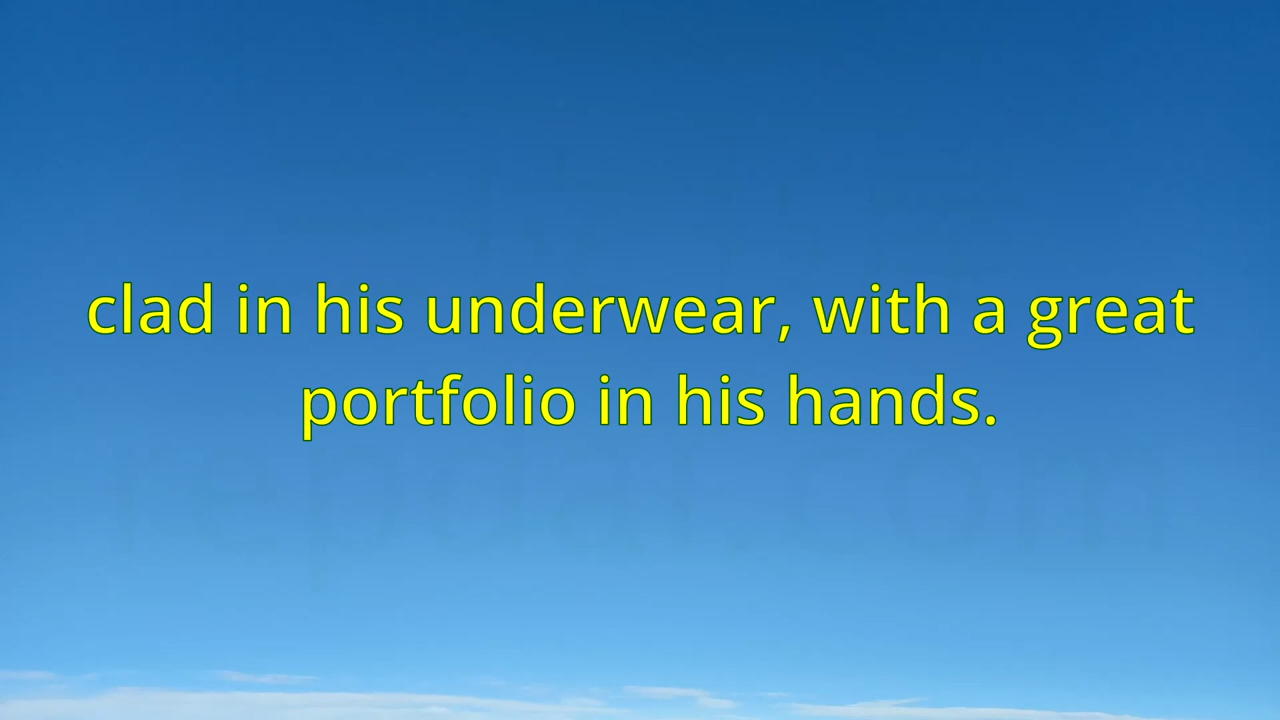 clad in his underwear, with a great
portfolio in his hands.